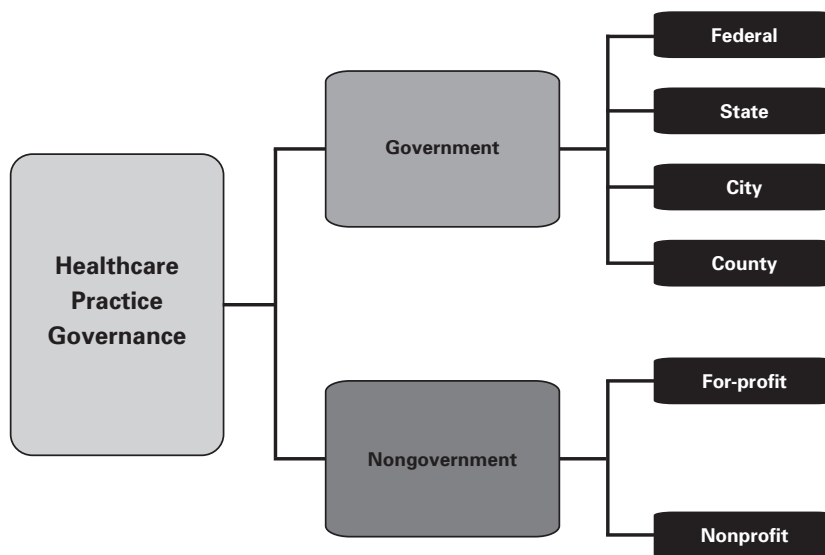 Healthcare
Practice
Governance
Government
Federal
State
City
County
Nongovernment
For-profit
Nonprofit